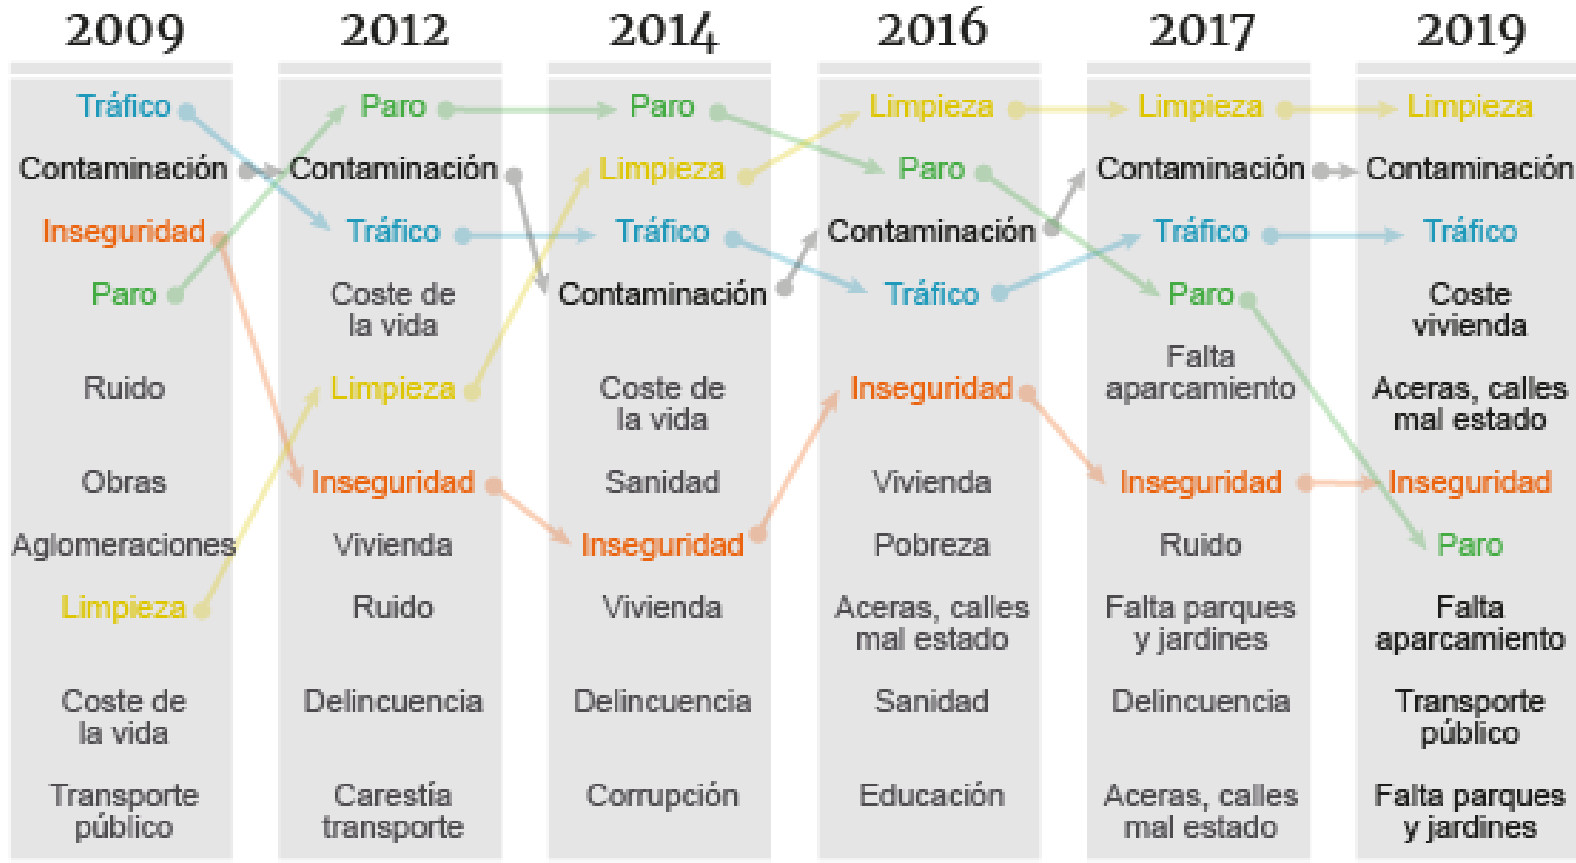 2009
Tráfico
Contaminación
Inseguridad
Paro
Ruido
Obras
Aglomeraciones
Limpieza
Coste de
la vida
Transporte
público
2012
Paro
Contaminación
Tráfico
Coste de
la vida
Limpieza
Inseguridad
Vivienda
Ruido
Delincuencia
Carestía
transporte
2014
Paro
Limpieza
Tráfico
Contaminación
Coste de
la vida
Sanidad
Inseguridad
Vivienda
Delincuencia
Corrupción
2016
Limpieza
Paro
Contaminación
Tráfico
Inseguridad
Vivienda
Pobreza
Aceras, calles
mal estado
Sanidad
Educación
2017
Limpieza
Contaminación
Tráfico
Paro
Falta
aparcamiento
Inseguridad
Ruido
Falta parques
y jardines
Delincuencia
Aceras, calles
mal estado
2019
Limpieza
Contaminación
Tráfico
Coste
vivienda
Aceras, calles
mal estado
Inseguridad
Paro
Falta
aparcamiento
Transporte
público
Falta parques
y jardines